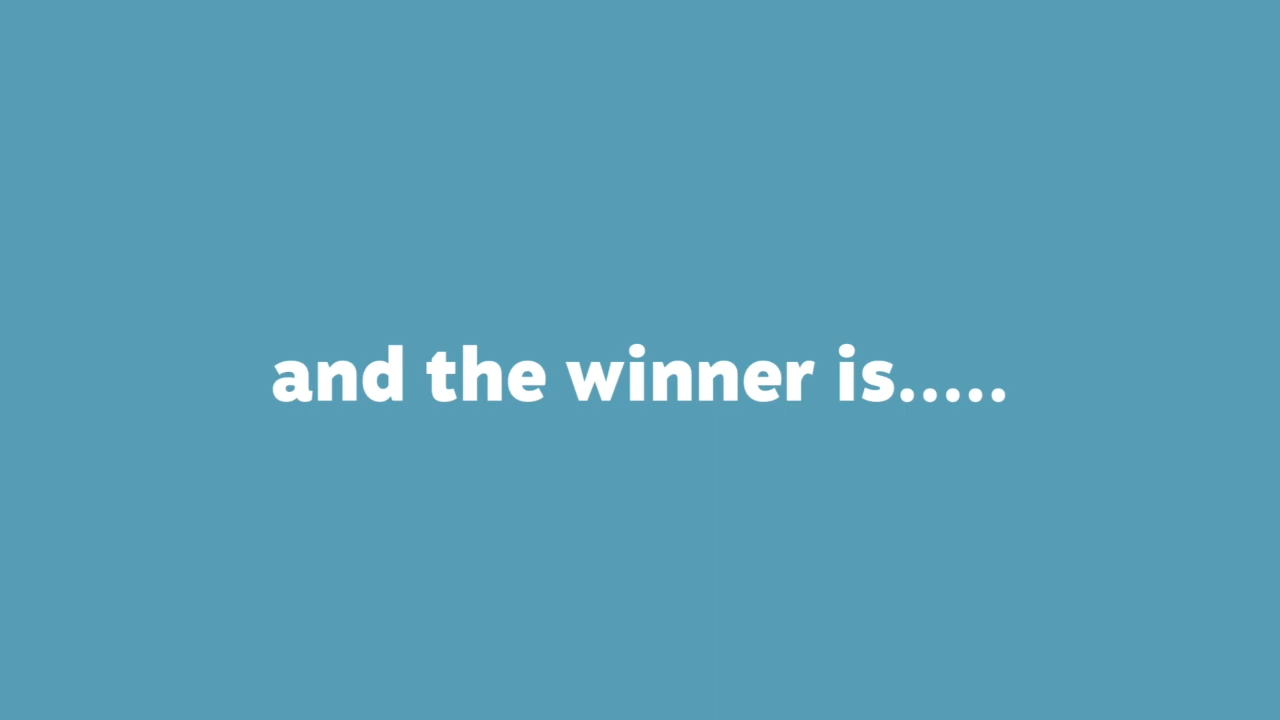 and the winner is.....